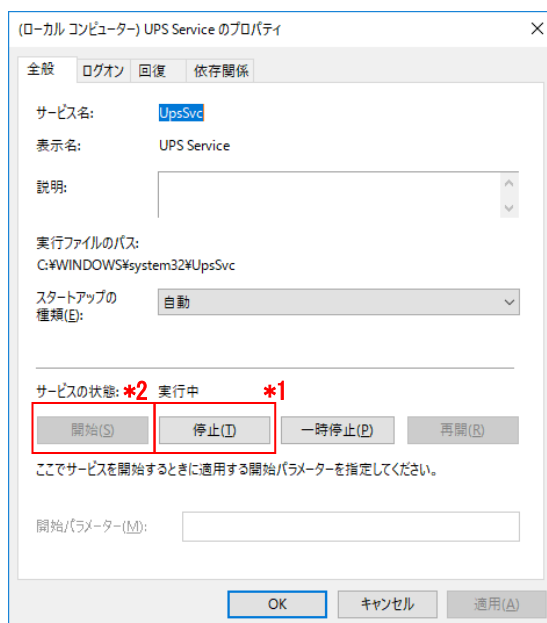 (ローカル コンピューター) UPS Service のプロパティ
全般 ログオン 回復 依存関係
サービス名: UpsSvc
表示名: UPS Service
説明:
実行ファイルのパス:
C:¥WINDOWS¥system32¥UpsSvc
スタートアップの
種類(E): 自動
サービスの状態: *2 実行中 *1
開始(S) 停止(T) 一時停止(P) 再開(R)
ここでサービスを開始するときに適用する開始パラメーターを指定してください。
開始パラメーター(M):
OK キャンセル 適用(A)